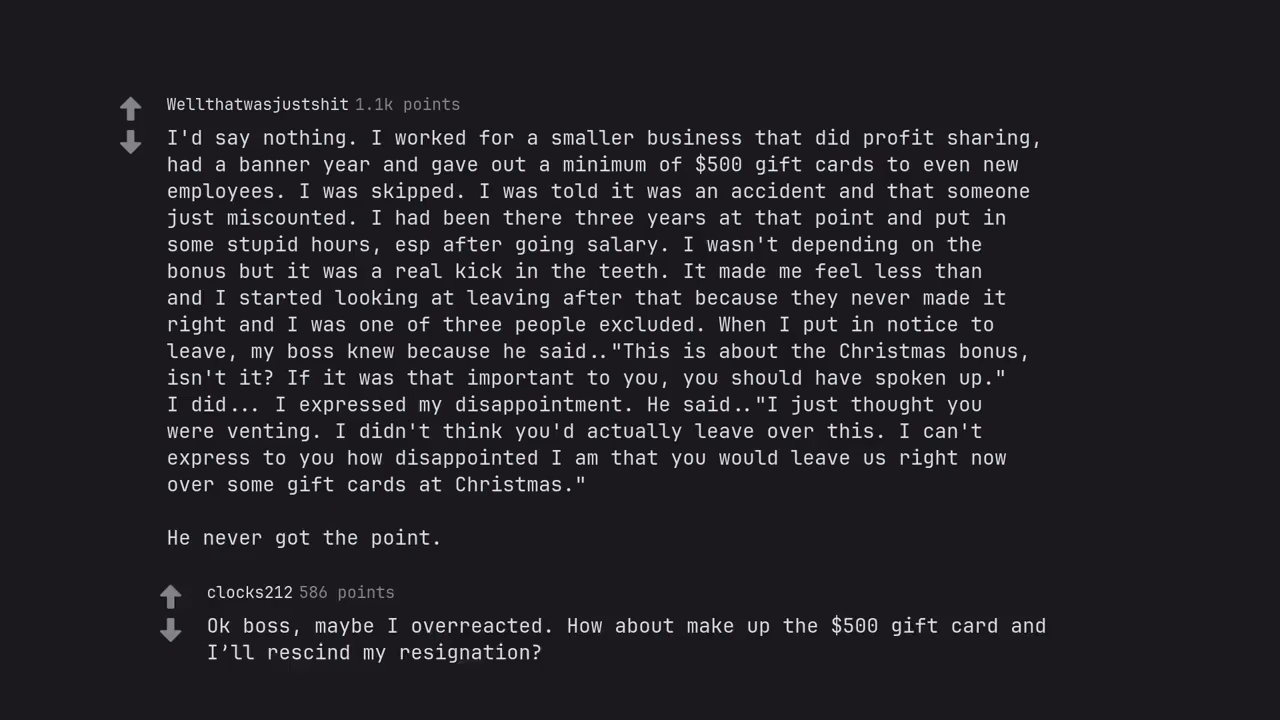 Wellthatwasjustshit 1.1k points
I'd say nothing. I worked for a smaller business that did profit sharing,
had a banner year and gave out a minimum of $500 gift cards to even new
employees. I was skipped. I was told it was an accident and that someone
just miscounted. I had been there three years at that point and put in
some stupid hours, esp after going salary. I wasn't depending on the
bonus but it was a real kick in the teeth. It made me feel less than
and I started looking at leaving after that because they never made it
right and I was one of three people excluded. When I put in notice to
leave, my boss knew because he said.."This is about the Christmas bonus,
isn't it? If it was that important to you, you should have spoken up."
I did... I expressed my disappointment. He said.."I just thought you
were venting. I didn't think you'd actually leave over this. I can't
express to you how disappointed I am that you would leave us right now
over some gift cards at Christmas."
He never got the point.
clocks212 586 points
Ok boss, maybe I overreacted. How about make up the $500 gift card and
I’ll rescind my resignation?